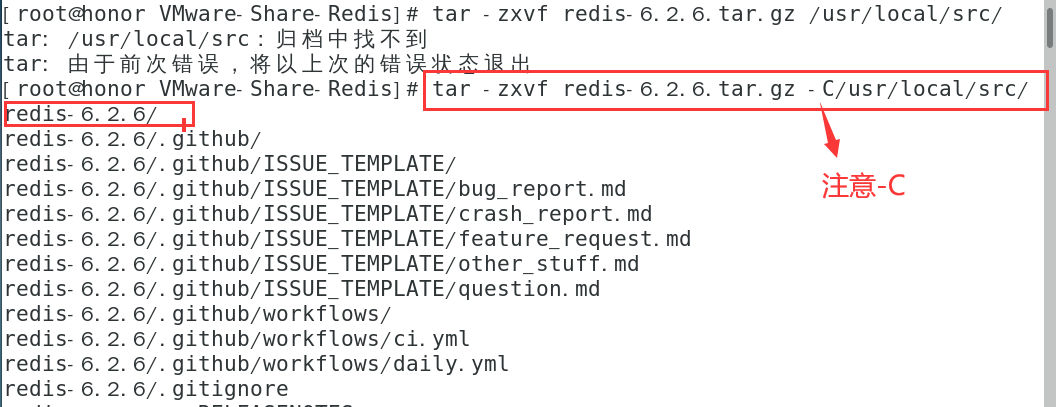 [root@honor VMware-Share-Redis]# tar -zxvf redis-6.2.6.tar.gz /usr/local/src/
tar: /usr/local/src：归档中找不到
tar: 由于前次错误，将以上次的错误状态退出
[root@honor VMware-Share-Redis]# tar -zxvf redis-6.2.6.tar.gz -C/usr/local/src/
redis-6.2.6/
redis-6.2.6/.github/
注意-C
redis-6.2.6/.github/ISSUE_TEMPLATE/
redis-6.2.6/.github/ISSUE_TEMPLATE/bug_report.md
redis-6.2.6/.github/ISSUE_TEMPLATE/crash_report.md
redis-6.2.6/.github/ISSUE_TEMPLATE/feature_request.md
redis-6.2.6/.github/ISSUE_TEMPLATE/other_stuff.md
redis-6.2.6/.github/ISSUE_TEMPLATE/question.md
redis-6.2.6/.github/workflows/
redis-6.2.6/.github/workflows/ci.yml
redis-6.2.6/.github/workflows/daily.yml
redis-6.2.6/.gitignore